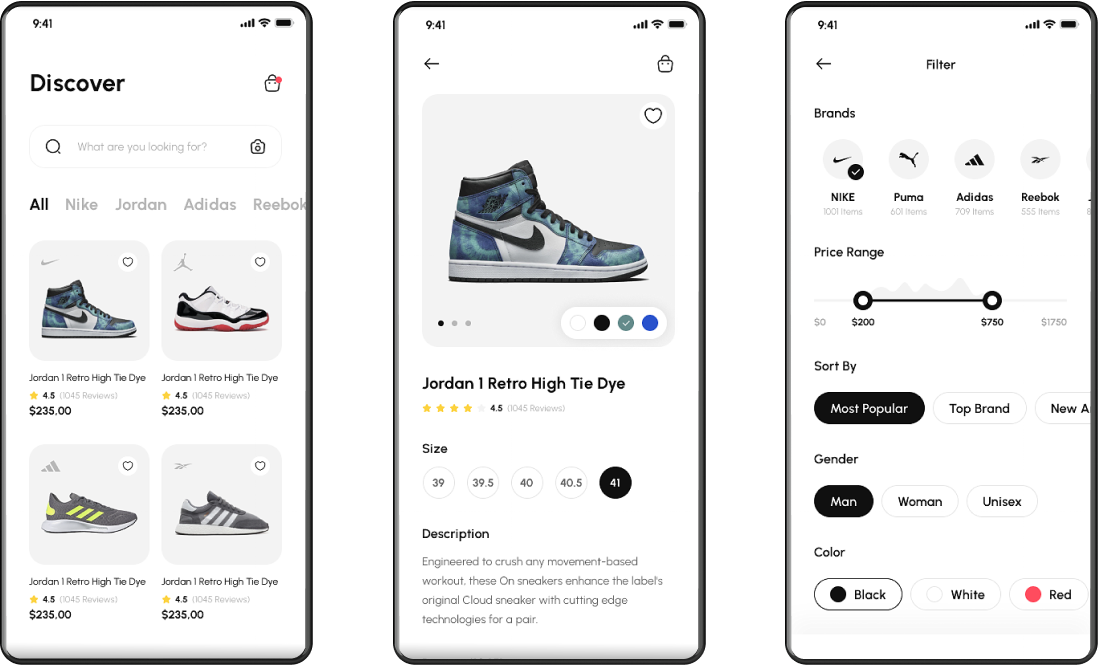 9:41
Discover
What are you looking for?
All Nike Jordan Adidas Reebok
Jordan 1 Retro High Tie Dye
4.5 (1045 Reviews)
$235,00
Jordan 1 Retro High Tie Dye
4.5 (1045 Reviews)
$235,00
Jordan 1 Retro High Tie Dye
4.5 (1045 Reviews)
$235,00
Jordan 1 Retro High Tie Dye
4.5 (1045 Reviews)
$235,00
9:41
Jordan 1 Retro High Tie Dye
4.5 (1045 Reviews)
Size
39 39.5 40 40.5 41
Description
Engineered to crush any movement-based
workout, these On sneakers enhance the label's
original Cloud sneaker with cutting edge
technologies for a pair.
9:41
Filter
Brands
NIKE Puma Adidas Reebok
1001 Items 601 Items 709 Items 555 Items
Price Range
$0 $200 $750 $1750
Sort By
Most Popular Top Brand New A
Gender
Man Woman Unisex
Color
Black White Red